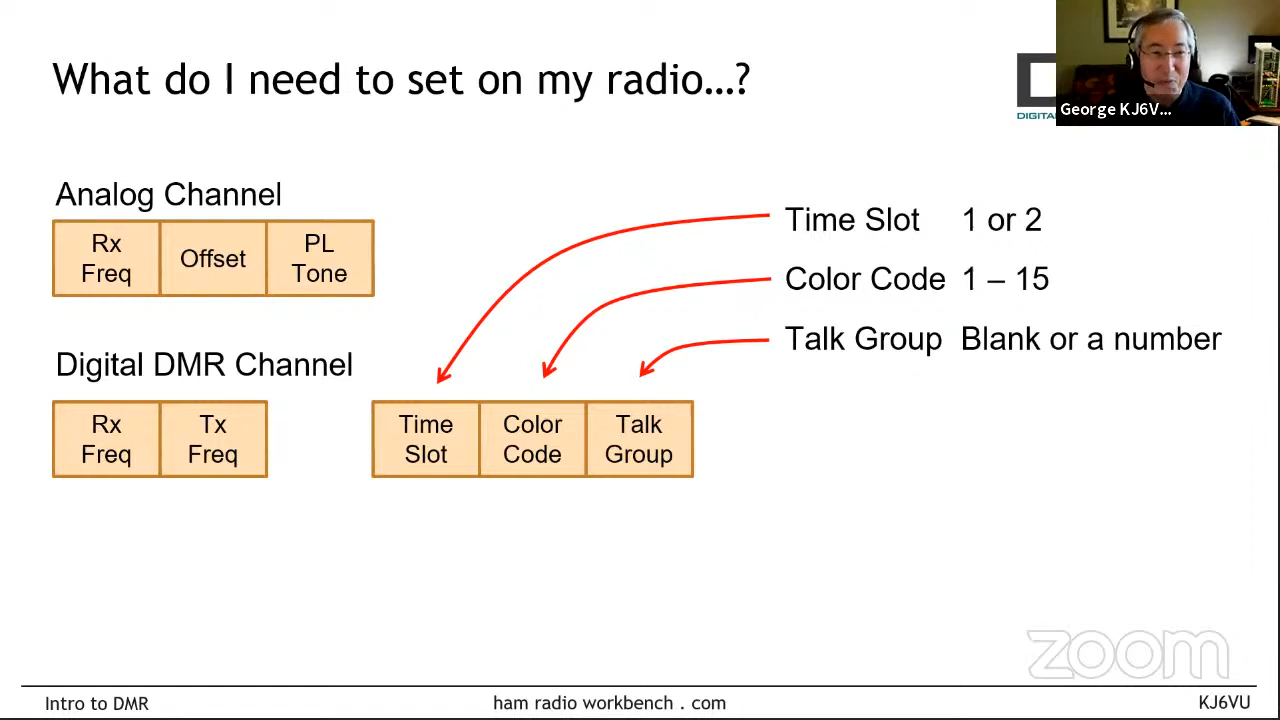 What do I need to set on my radio...?
DIGITA
George KJ6V...
Analog Channel
Rx
Freq
Offset
PL
Tone
Time Slot 1 or 2
Color Code 1 – 15
Talk Group Blank or a number
Digital DMR Channel
Rx
Freq
Tx
Freq
Time
Slot
Color
Code
Talk
Group
zoom
Intro to DMR
ham radio workbench . com
KJ6VU